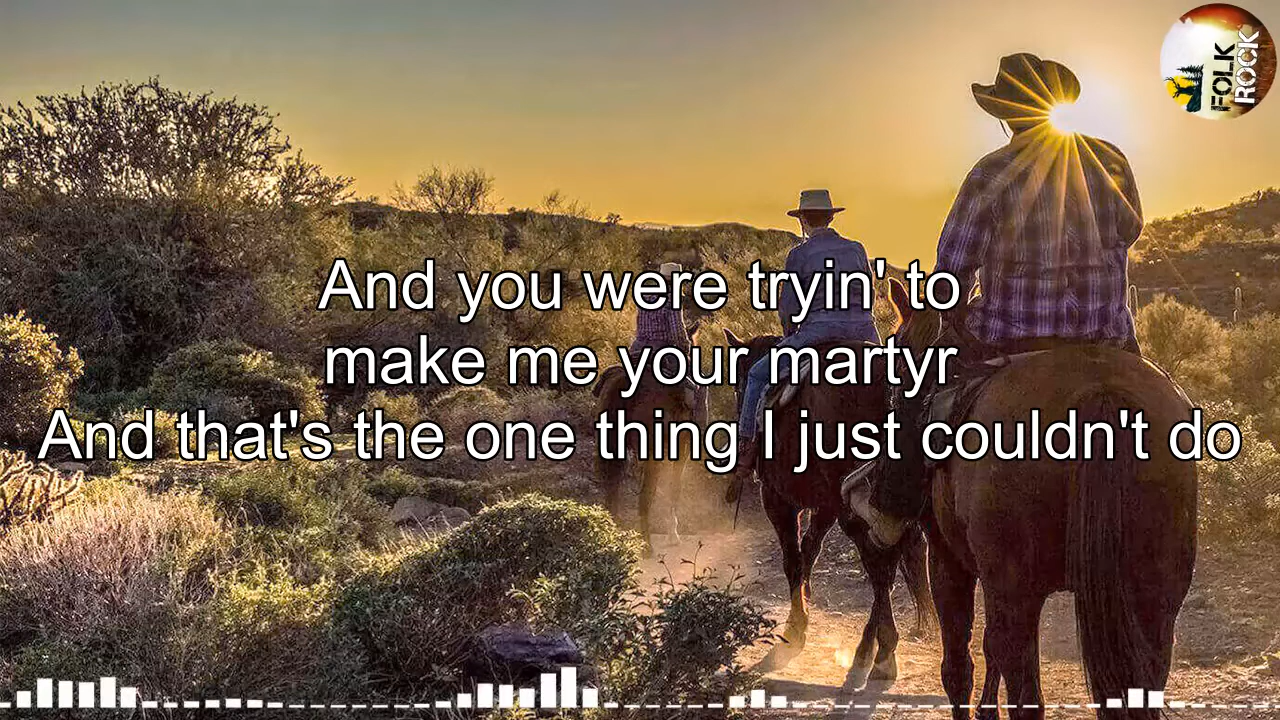 FOLK
ROCK
And you were tryin' to
make me your martyr
And that's the one thing I just couldn't do